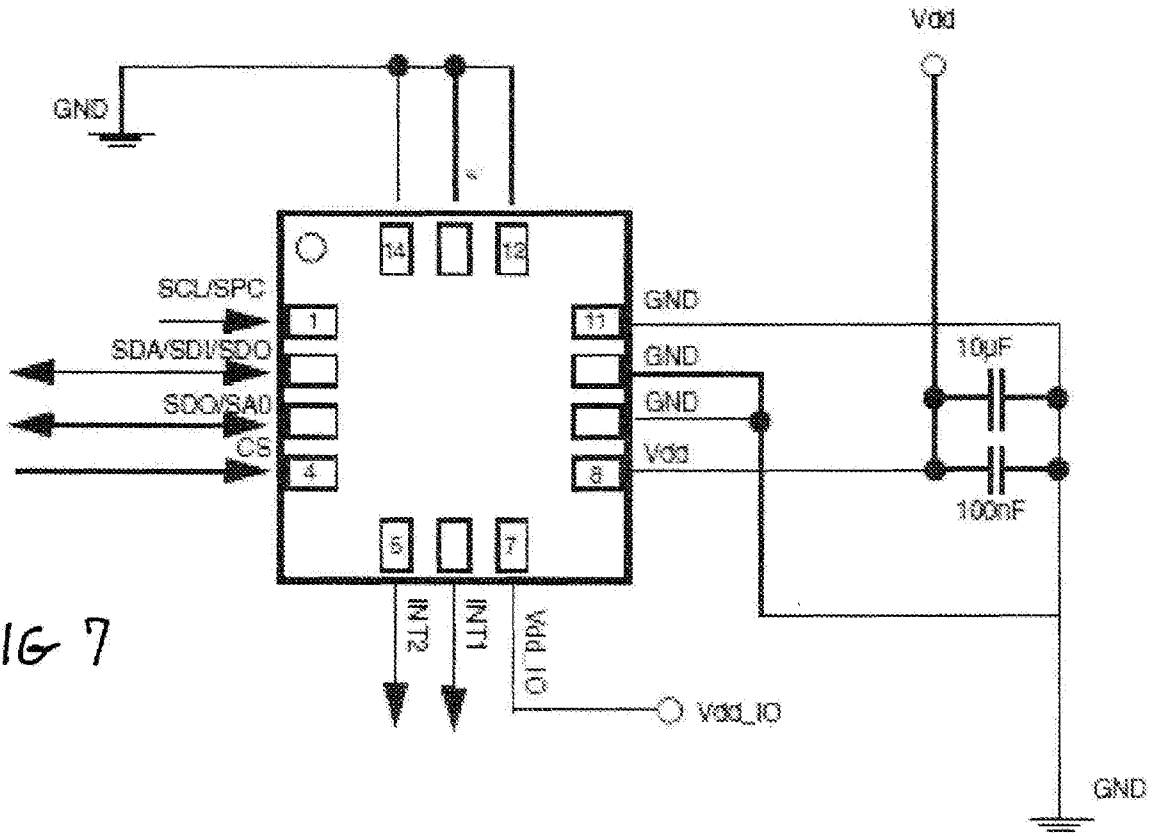 Vdd
GND
14
12
SCL/SPC
1
11
GND
SDA/SDI/SDO
GND
10µF
SDO/SA0
GND
CS
4
8
Vdd
100nF
5
7
INT2
INT1
Vdd_IO
IG 7
Vdd_IO
GND